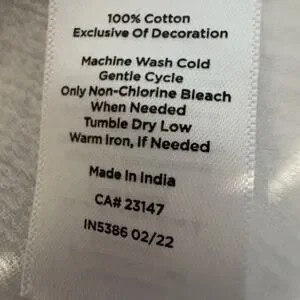 100% Cotton
Exclusive Of Decoration
Machine Wash Cold
Gentle Cycle
Only Non-Chlorine Bleach
When Needed
Tumble Dry Low
Warm Iron, If Needed
Made In India
CA# 23147
IN5386 02/22